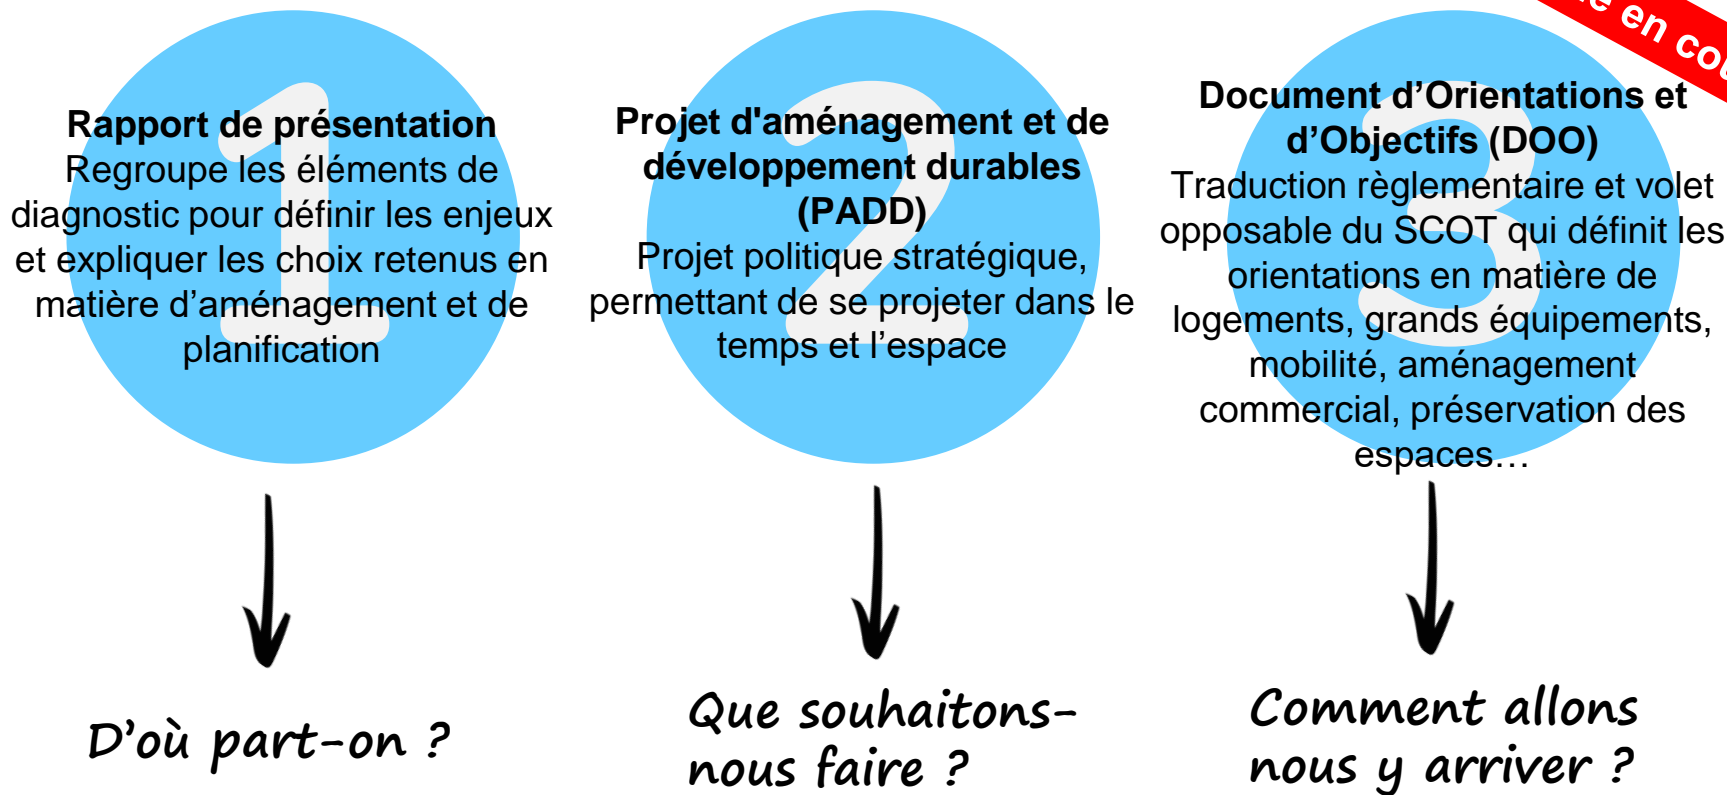 en
1
Rapport de présentation
Regroupe les éléments de
diagnostic pour définir les enjeux
et expliquer les choix retenus en
matière d’aménagement et de
planification
D’où part-on ?
2
Projet d'aménagement et de
développement durables
(PADD)
Projet politique stratégique,
permettant de se projeter dans le
temps et l’espace
Que souhaitons-
nous faire ?
3
Document d’Orientations et
d’Objectifs (DOO)
Traduction règlementaire et volet
opposable du SCOT qui définit les
orientations en matière de
logements, grands équipements,
mobilité, aménagement
commercial, préservation des
espaces…
Comment allons
nous y arriver ?